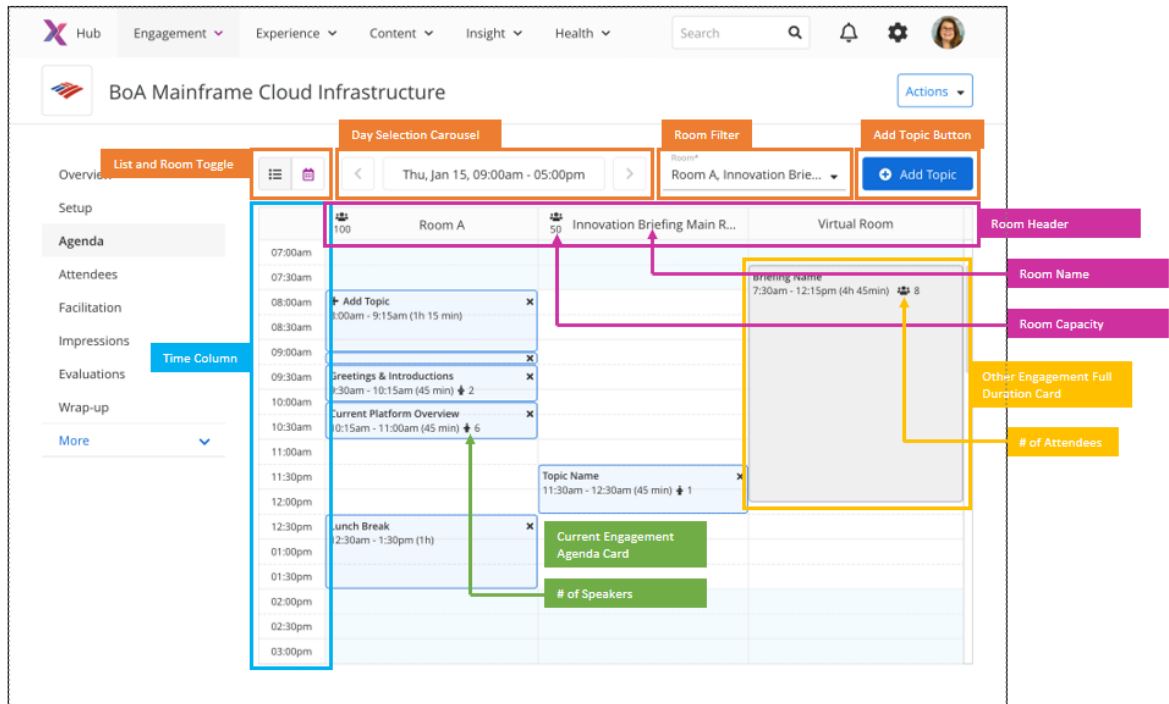 Hub
Engagement
Experience
Content
Insight
Health
Search
BoA Mainframe Cloud Infrastructure
Actions
Day Selection Carousel
Room Filter
Add Topic Button
List and Room Toggle
Room*
Thu, Jan 15, 09:00am - 05:00pm
Room A, Innovation Brie...
Add Topic
Overview
Setup
Agenda
Attendees
Facilitation
Impressions
Evaluations
Wrap-up
More
100
Room A
50
Innovation Briefing Main R...
Virtual Room
Room Header
Room Name
Room Capacity
Time Column
07:00am
07:30am
08:00am
08:30am
09:00am
09:30am
10:00am
10:30am
11:00am
11:30pm
12:00pm
12:30pm
01:00pm
01:30pm
02:00pm
02:30pm
03:00pm
Briefing Name
7:30am - 12:15pm (4h 45min) 8
+ Add Topic
8:00am - 9:15am (1h 15 min)
Greetings & Introductions
9:30am - 10:15am (45 min) 2
Current Platform Overview
10:15am - 11:00am (45 min) 6
Topic Name
11:30am - 12:30am (45 min) 1
Lunch Break
12:30am - 1:30pm (1h)
Other Engagement Full
Duration Card
# of Attendees
Current Engagement
Agenda Card
# of Speakers